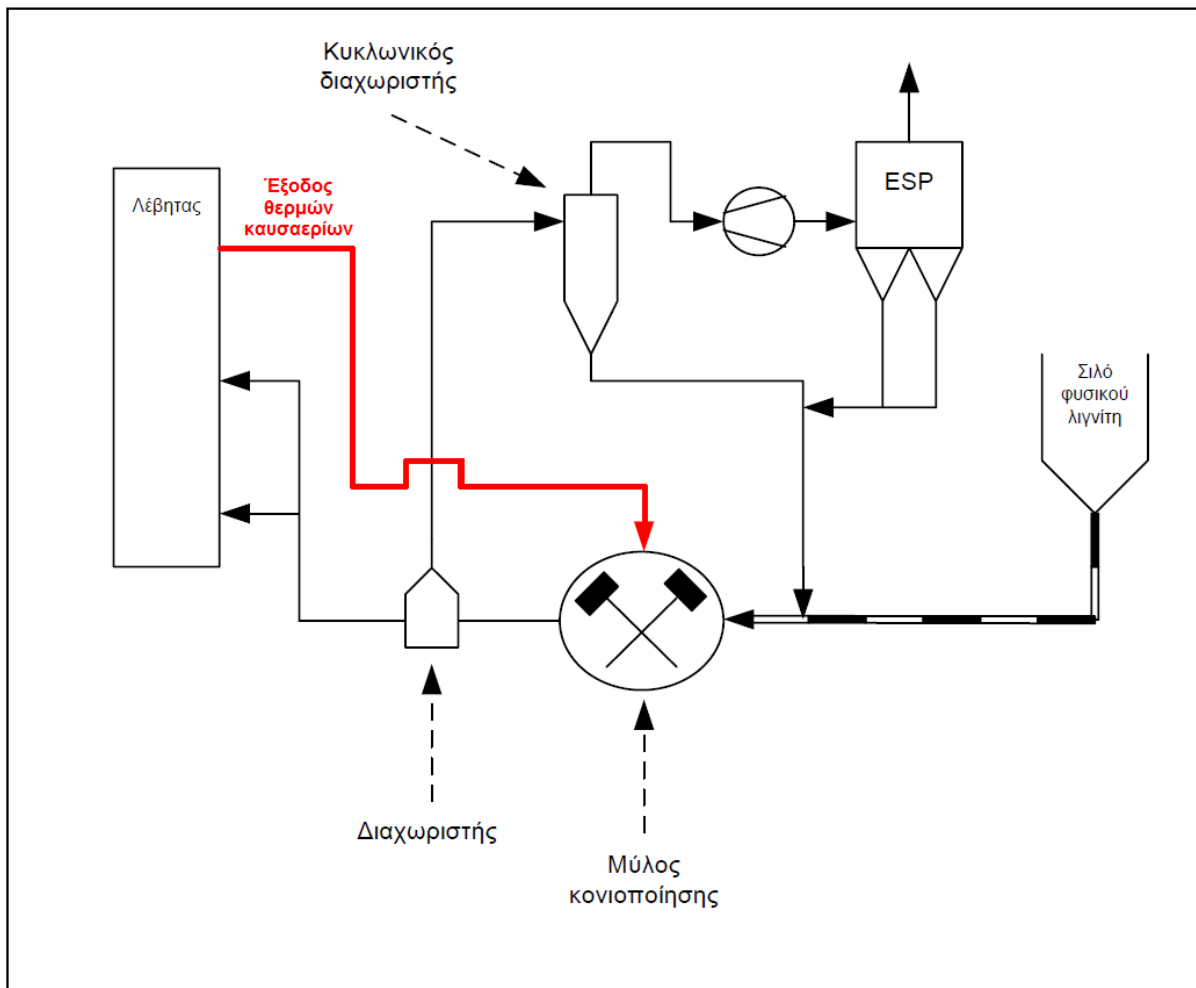 Κυκλωνικός
διαχωριστής
Λέβητας
Έξοδος
θερμών
καυσαερίων
ESP
Σιλό
φυσικού
λιγνίτη
Διαχωριστής
Μύλος
κονιοποίησης